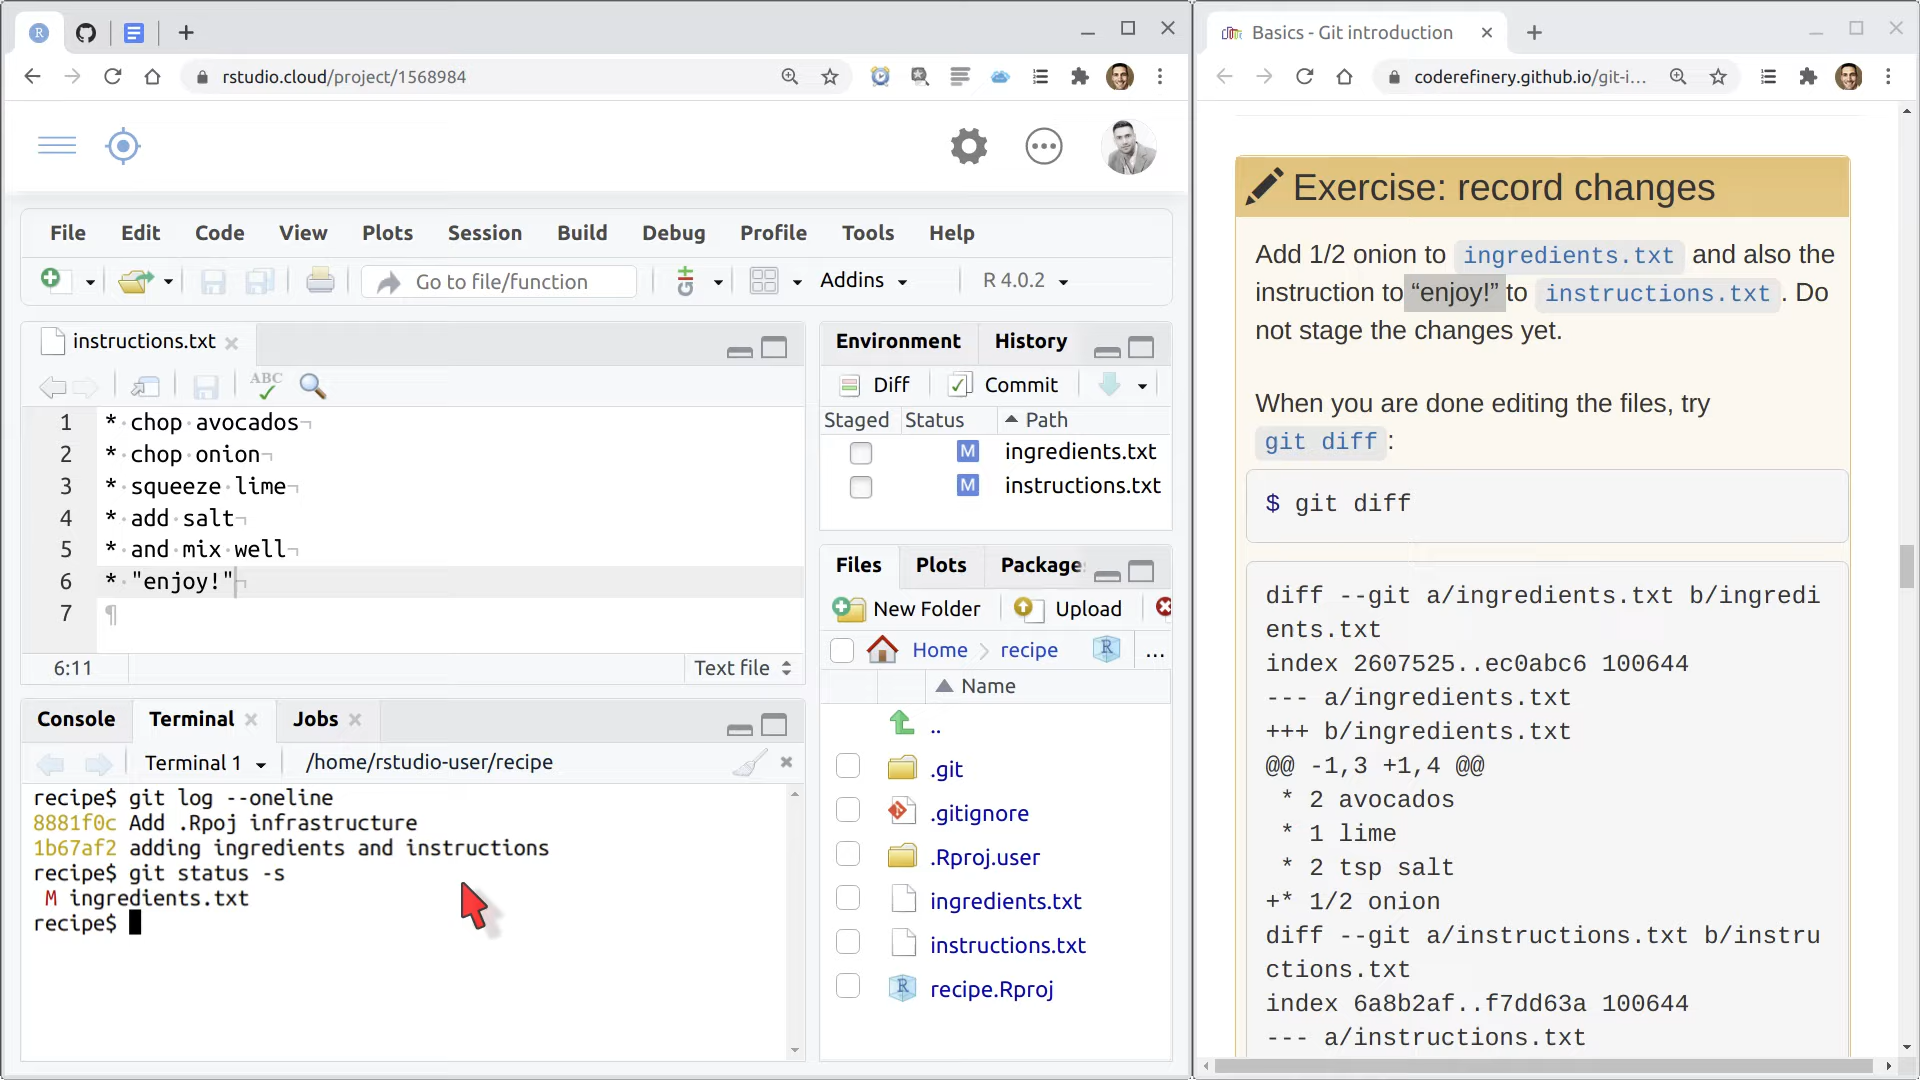 rstudio.cloud/project/1568984
File Edit Code View Plots Session Build Debug Profile Tools Help
Go to file/function
Addins
R 4.0.2
instructions.txt
ABC
1 * chop avocados
2 * chop onion
3 * squeeze lime
4 * add salt
5 * and mix well
6 * "enjoy!"
7
6:11
Text file
Console Terminal Jobs
Terminal 1 /home/rstudio-user/recipe
recipe$ git log --oneline
8881f0c Add .Rpoj infrastructure
1b67af2 adding ingredients and instructions
recipe$ git status -s
M ingredients.txt
recipe$
Environment History
Diff Commit
Staged Status Path
M ingredients.txt
M instructions.txt
Files Plots Package
New Folder Upload
Home recipe R ...
Name
..
.git
.gitignore
.Rproj.user
ingredients.txt
instructions.txt
recipe.Rproj
Basics - Git introduction
coderefinery.github.io/git-i...
Exercise: record changes
Add 1/2 onion to ingredients.txt and also the
instruction to “enjoy!” to instructions.txt. Do
not stage the changes yet.
When you are done editing the files, try
git diff:
$ git diff
diff --git a/ingredients.txt b/ingredi
ents.txt
index 2607525..ec0abc6 100644
--- a/ingredients.txt
+++ b/ingredients.txt
@@ -1,3 +1,4 @@
* 2 avocados
* 1 lime
* 2 tsp salt
+* 1/2 onion
diff --git a/instructions.txt b/instru
ctions.txt
index 6a8b2af..f7dd63a 100644
--- a/instructions.txt